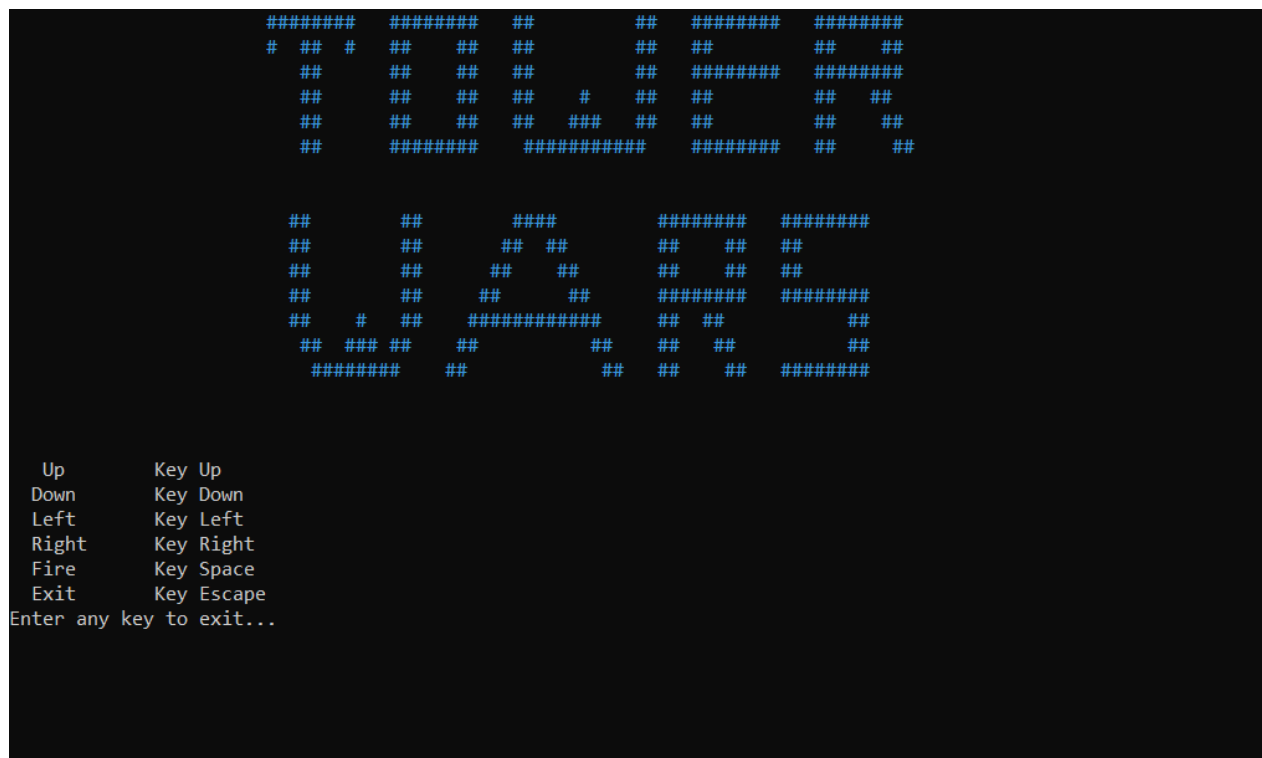 TOWER
WARS
Up Key Up
Down Key Down
Left Key Left
Right Key Right
Fire Key Space
Exit Key Escape
Enter any key to exit...